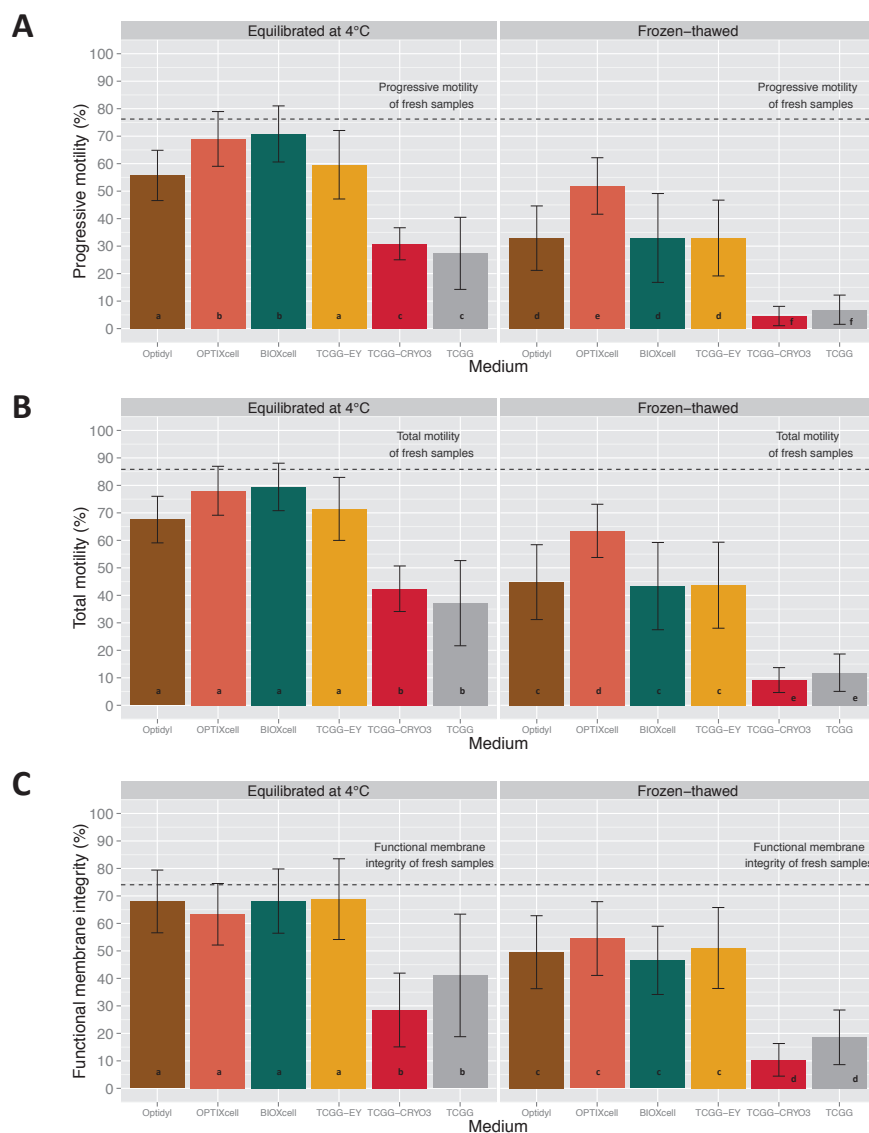 A
Equilibrated at 4°C
Frozen−thawed
Progressive motility (%)
100
90
80
70
60
50
40
30
20
10
0
Progressive motility
of fresh samples
Progressive motility
of fresh samples
a b b a c c
d e d d f f
Optidyl OPTIXcell BIOXcell TCGG−EY TCGG−CRYO3 TCGG
Optidyl OPTIXcell BIOXcell TCGG−EY TCGG−CRYO3 TCGG
Medium
B
Equilibrated at 4°C
Frozen−thawed
Total motility (%)
100
90
80
70
60
50
40
30
20
10
0
Total motility
of fresh samples
Total motility
of fresh samples
a a a a b b
c d c c e e
Optidyl OPTIXcell BIOXcell TCGG−EY TCGG−CRYO3 TCGG
Optidyl OPTIXcell BIOXcell TCGG−EY TCGG−CRYO3 TCGG
Medium
C
Equilibrated at 4°C
Frozen−thawed
Functional membrane integrity (%)
100
90
80
70
60
50
40
30
20
10
0
Functional membrane
integrity of fresh samples
Functional membrane
integrity of fresh samples
a a a a b b
c c c c d d
Optidyl OPTIXcell BIOXcell TCGG−EY TCGG−CRYO3 TCGG
Optidyl OPTIXcell BIOXcell TCGG−EY TCGG−CRYO3 TCGG
Medium